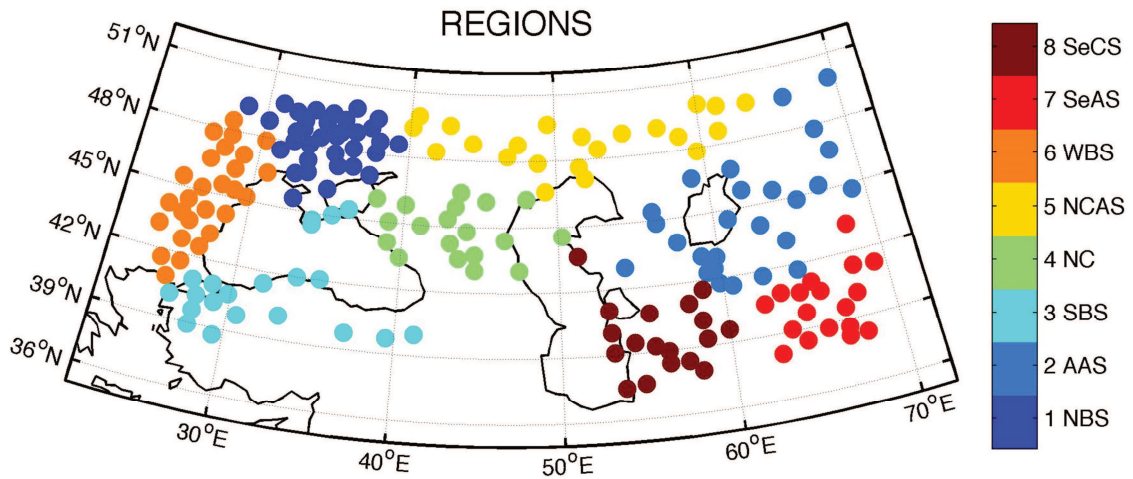 REGIONS
51°N
48°N
45°N
42°N
39°N
36°N
30°E
40°E
50°E
60°E
70°E
8 SeCS
7 SeAS
6 WBS
5 NCAS
4 NC
3 SBS
2 AAS
1 NBS